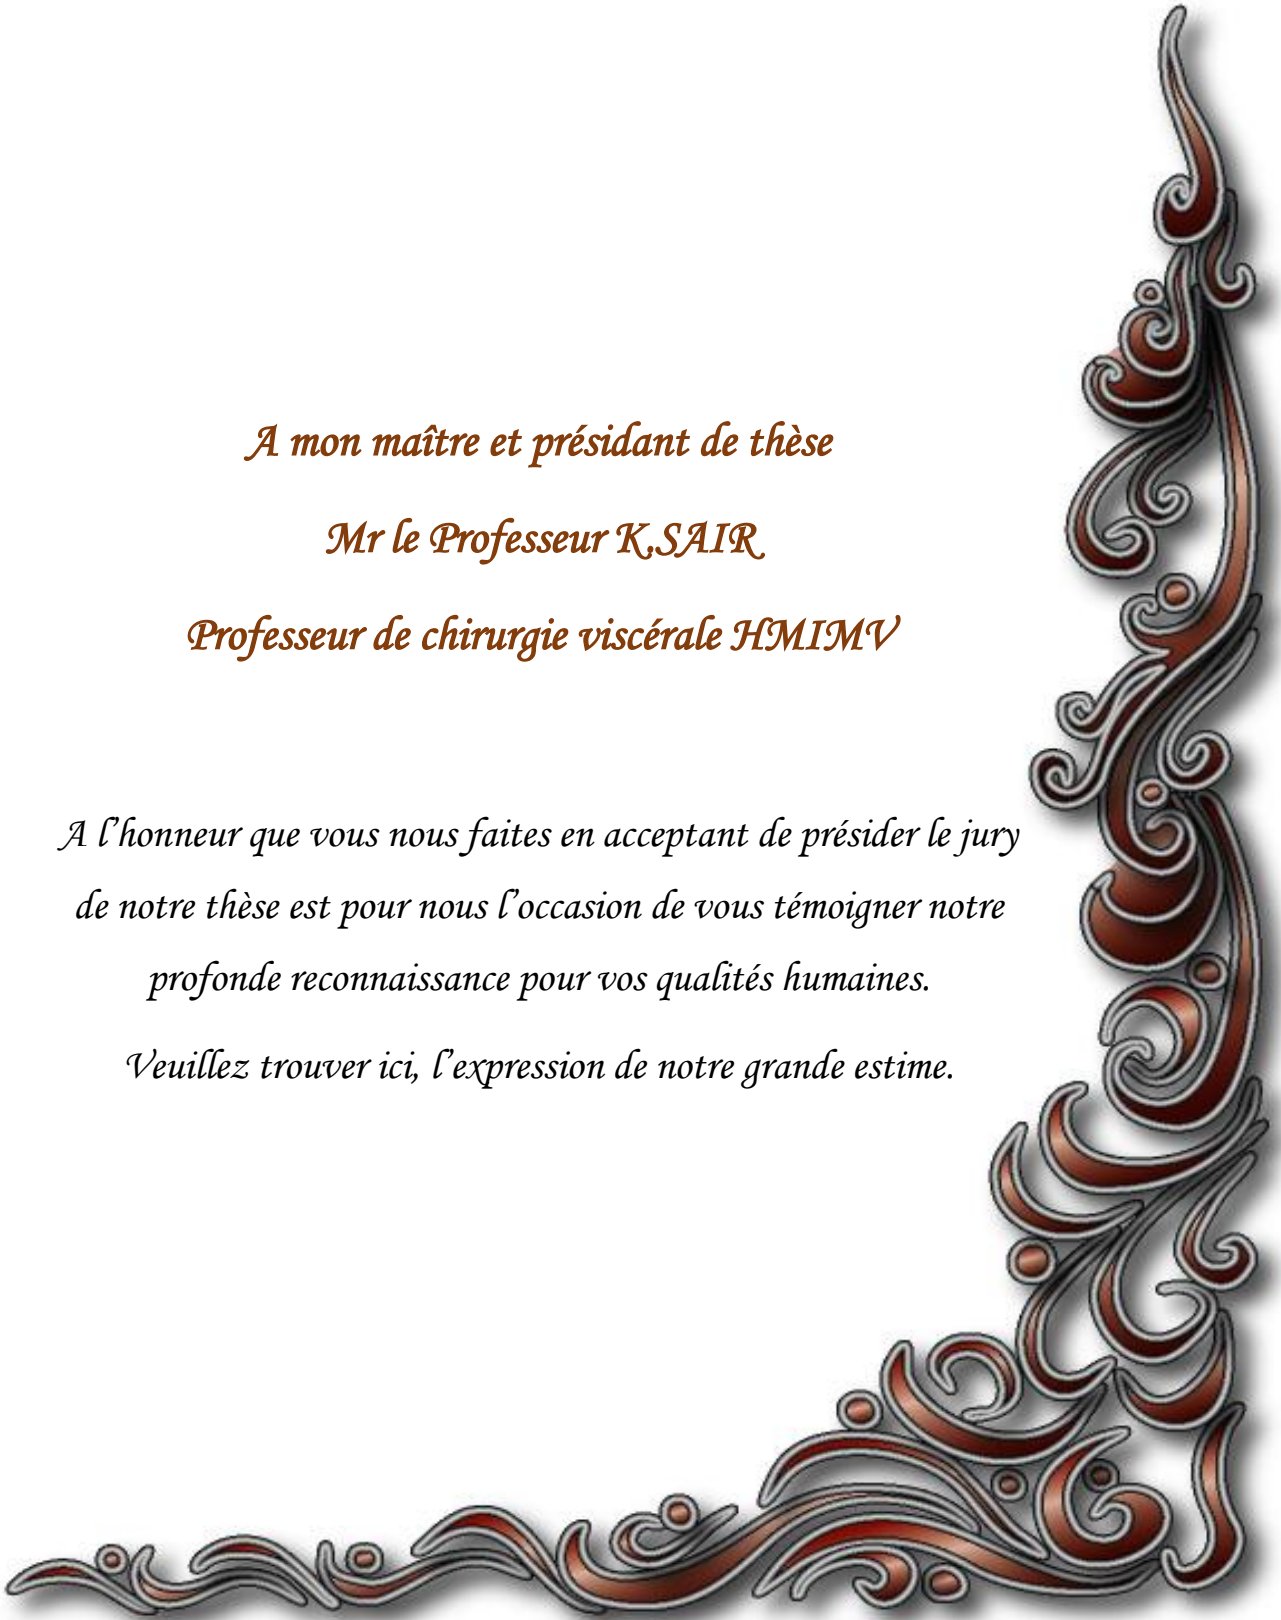 A mon maître et présidant de thèse
Mr le Professeur K.SAIR
Professeur de chirurgie viscérale HMIMV
A l’honneur que vous nous faites en acceptant de présider le jury
de notre thèse est pour nous l’occasion de vous témoigner notre
profonde reconnaissance pour vos qualités humaines.
Veuillez trouver ici, l’expression de notre grande estime.